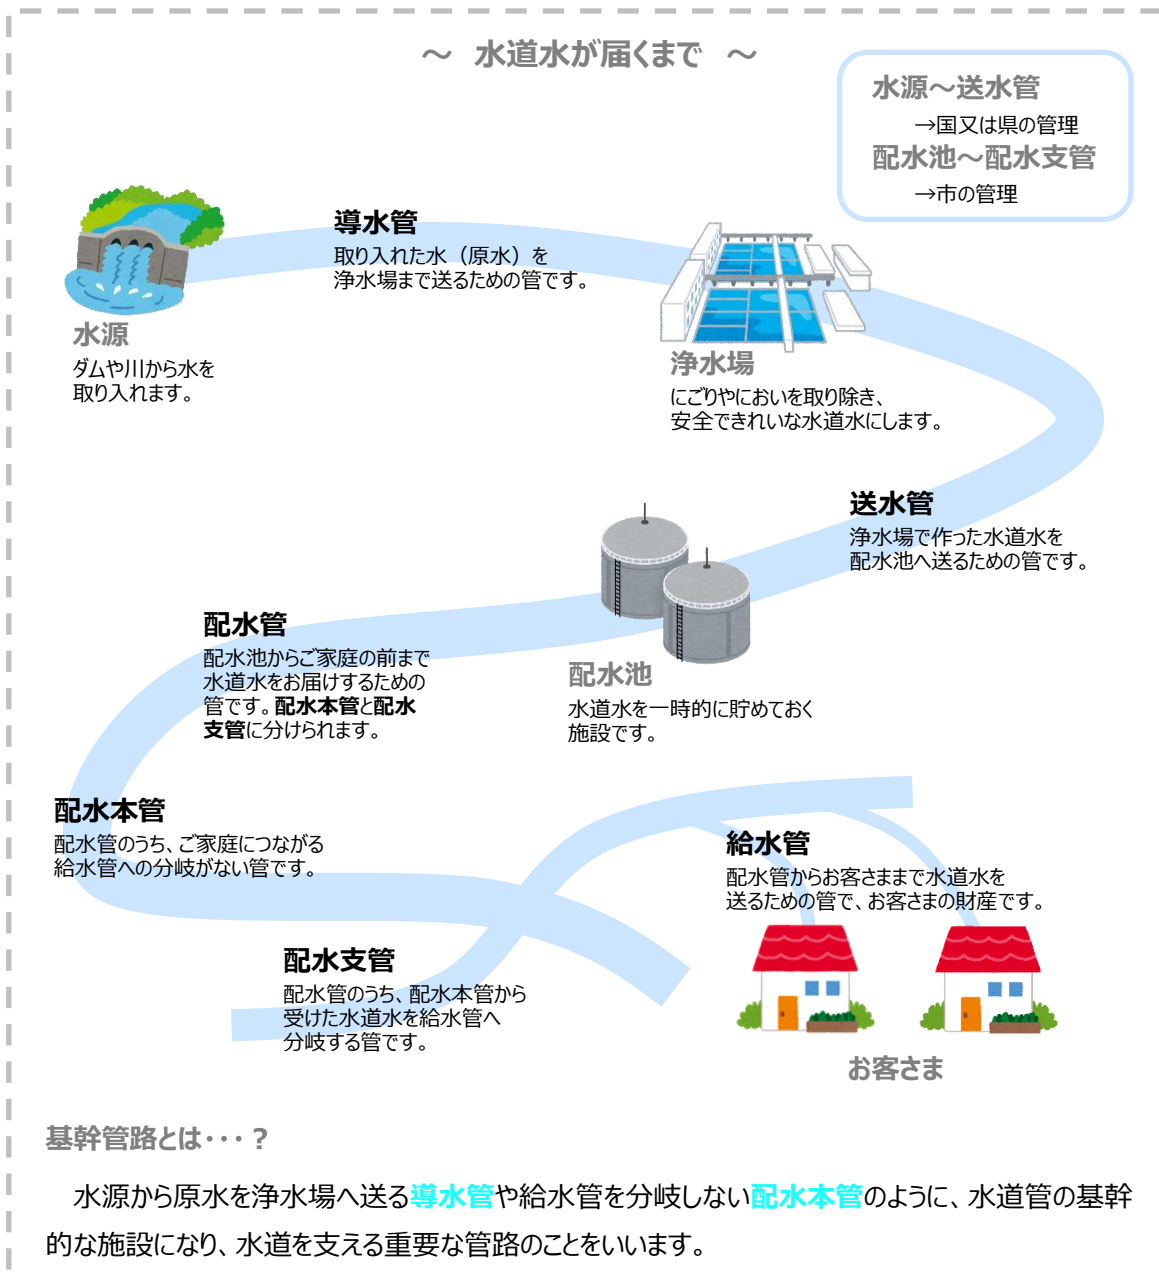 ～ 水道水が届くまで ～
水源～送水管
→国又は県の管理
配水池～配水支管
→市の管理
導水管
取り入れた水（原水）を
浄水場まで送るための管です。
水源
ダムや川から水を
取り入れます。
浄水場
にごりやにおいを取り除き、
安全できれいな水道水にします。
送水管
浄水場で作った水道水を
配水池へ送るための管です。
配水管
配水池からご家庭の前まで
水道水をお届けするための
管です。配水本管と配水
支管に分けられます。
配水池
水道水を一時的に貯めておく
施設です。
配水本管
配水管のうち、ご家庭につながる
給水管への分岐がない管です。
給水管
配水管からお客さままで水道水を
送るための管で、お客さまの財産です。
配水支管
配水管のうち、配水本管から
受けた水道水を給水管へ
分岐する管です。
お客さま
基幹管路とは・・・？
水源から原水を浄水場へ送る導水管や給水管を分岐しない配水本管のように、水道管の基幹
的な施設になり、水道を支える重要な管路のことをいいます。